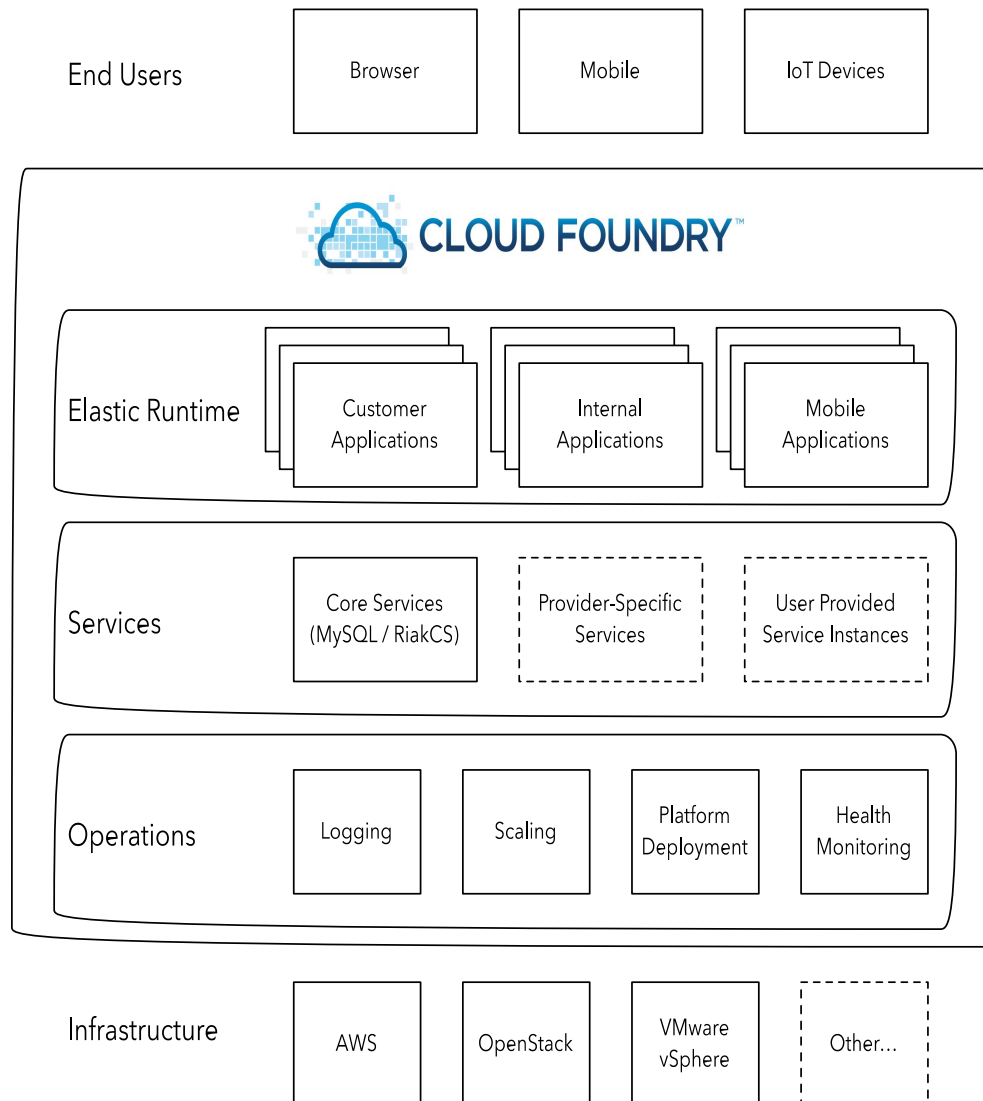 End Users
Browser
Mobile
IoT Devices
CLOUD FOUNDRY™
Elastic Runtime
Customer
Applications
Internal
Applications
Mobile
Applications
Services
Core Services
(MySQL / RiakCS)
Provider-Specific
Services
User Provided
Service Instances
Operations
Logging
Scaling
Platform
Deployment
Health
Monitoring
Infrastructure
AWS
OpenStack
VMware
vSphere
Other...